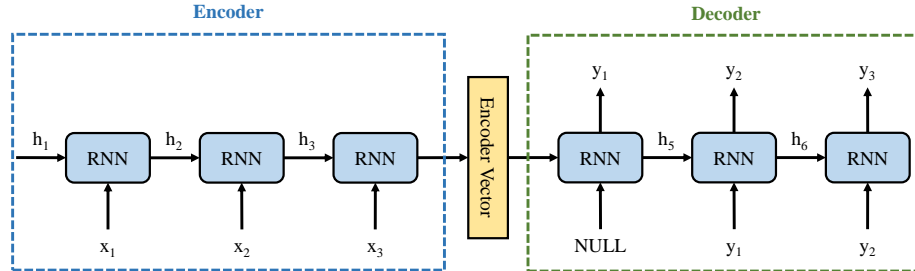 Encoder
Decoder
y₁ y₂ y₃
h₁ h₂ h₃ h₅ h₆
RNN RNN RNN Encoder Vector RNN RNN RNN
x₁ x₂ x₃ NULL y₁ y₂